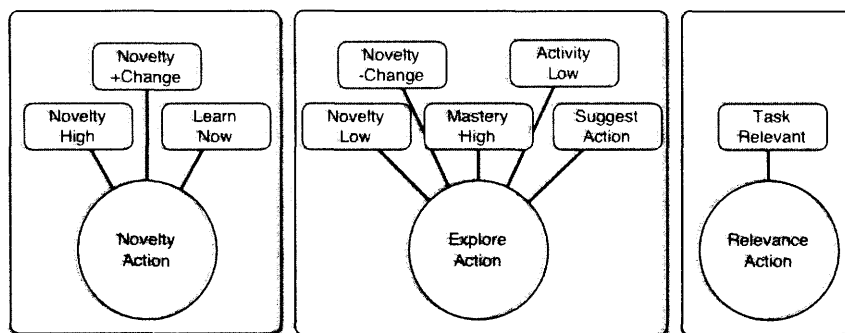 Novelty
+Change
Novelty
High
Learn
Now
Novelty
Action
Novelty
-Change
Activity
Low
Novelty
Low
Mastery
High
Suggest
Action
Explore
Action
Task
Relevant
Relevance
Action